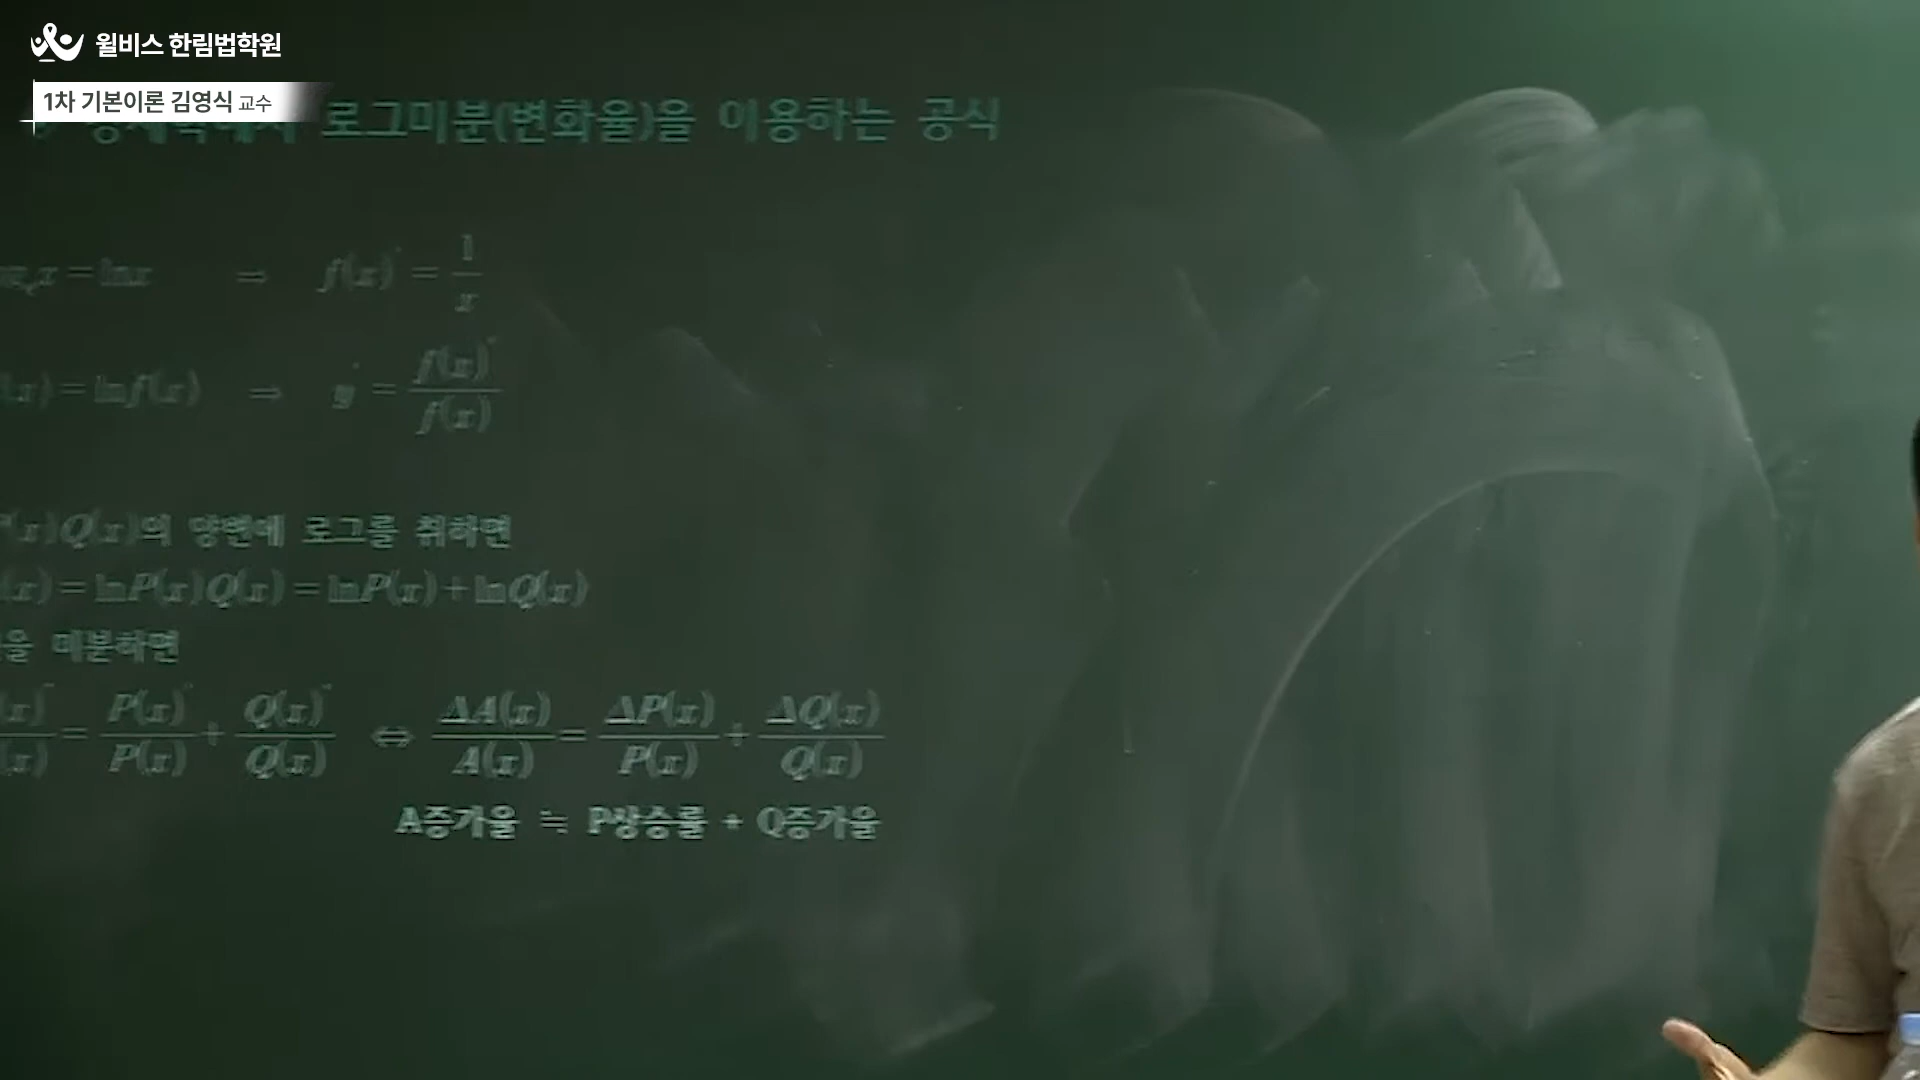 윌비스 한림법학원
1차 기본이론 김영식 교수
로그미분(변화율)을 이용하는 공식
x = lnx ⇒ f(x)' = 1/x
(x) = lnf(x) ⇒ y' = f(x)'/f(x)
(x)Q(x)의 양변에 로그를 취하면
(x) = lnP(x)Q(x) = lnP(x) + lnQ(x)
을 미분하면
(x)'/(x) = P(x)'/P(x) + Q(x)'/Q(x) ⇔ ΔA(x)/A(x) = ΔP(x)/P(x) + ΔQ(x)/Q(x)
A증가율 ≒ P상승률 + Q증가율